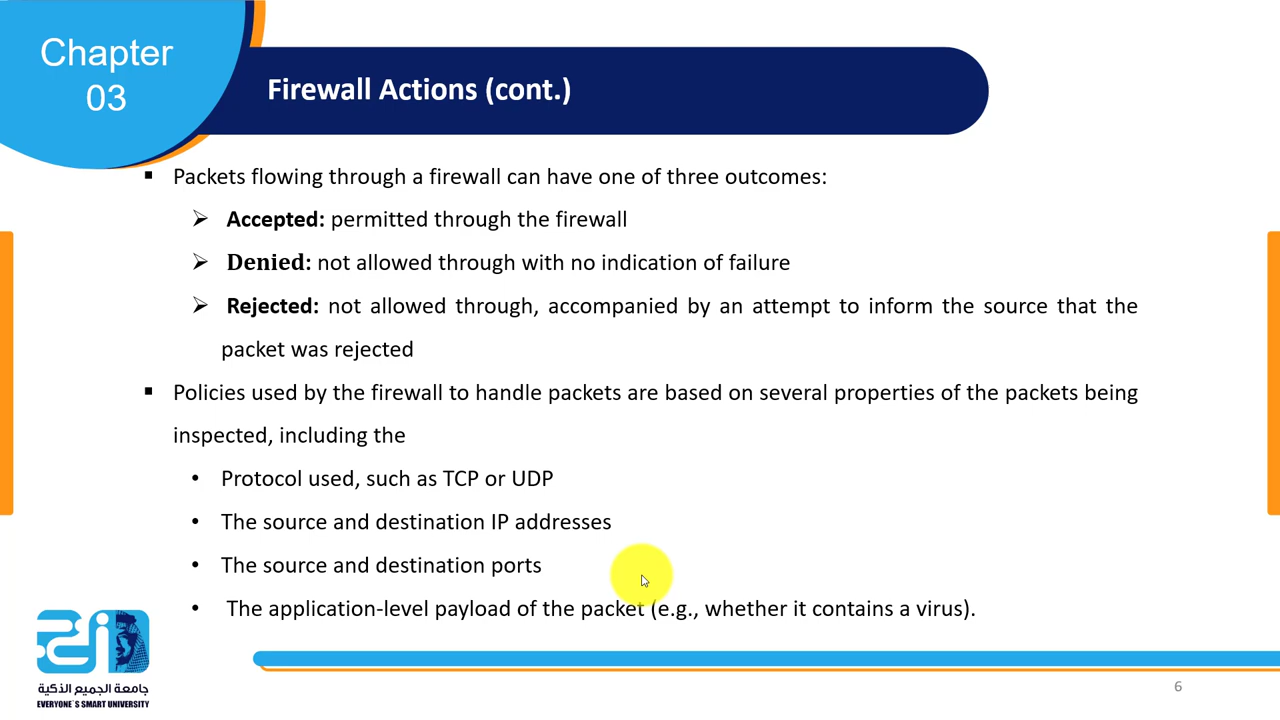 Chapter
03
Firewall Actions (cont.)
▪ Packets flowing through a firewall can have one of three outcomes:
➢ Accepted: permitted through the firewall
➢ Denied: not allowed through with no indication of failure
➢ Rejected: not allowed through, accompanied by an attempt to inform the source that the
packet was rejected
▪ Policies used by the firewall to handle packets are based on several properties of the packets being
inspected, including the
• Protocol used, such as TCP or UDP
• The source and destination IP addresses
• The source and destination ports
• The application-level payload of the packet (e.g., whether it contains a virus).
جامعة الجميع الذكية
EVERYONE`S SMART UNIVERSITY
6